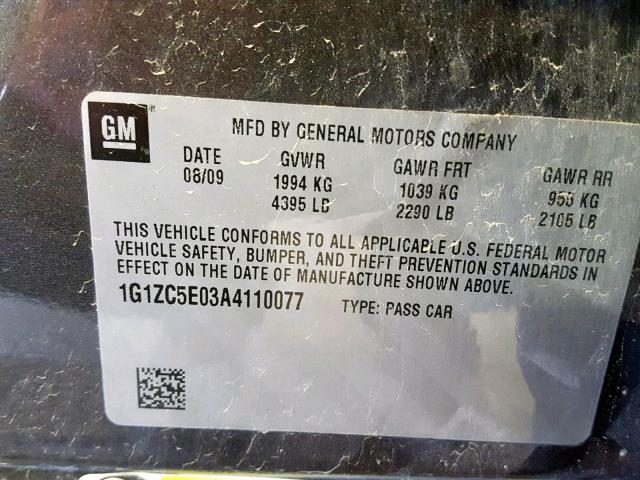 GM
MFD BY GENERAL MOTORS COMPANY
DATE GVWR GAWR FRT GAWR RR
08/09 1994 KG 1039 KG 955 KG
4395 LB 2290 LB 2105 LB
THIS VEHICLE CONFORMS TO ALL APPLICABLE U.S. FEDERAL MOTOR
VEHICLE SAFETY, BUMPER, AND THEFT PREVENTION STANDARDS IN
EFFECT ON THE DATE OF MANUFACTURE SHOWN ABOVE.
1G1ZC5E03A4110077 TYPE: PASS CAR